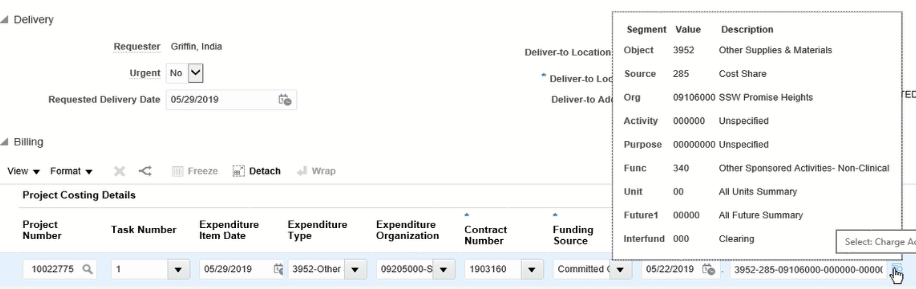 Delivery
Requester Griffin, India
Urgent No
Requested Delivery Date 05/29/2019
Deliver-to Location
* Deliver-to Loc
Deliver-to Add
Segment Value Description
Object 3952 Other Supplies & Materials
Source 285 Cost Share
Org 09106000 SSW Promise Heights
Activity 000000 Unspecified
Purpose 00000000 Unspecified
Func 340 Other Sponsored Activities- Non-Clinical
Unit 00 All Units Summary
Future1 00000 All Future Summary
Interfund 000 Clearing
Select: Charge Ac
Billing
View Format Freeze Detach Wrap
Project Costing Details
Project Number Task Number Expenditure Item Date Expenditure Type Expenditure Organization Contract Number Funding Source
10022775 1 05/29/2019 3952-Other 09205000-S 1903160 Committed 05/22/2019 3952-285-09106000-000000-0000